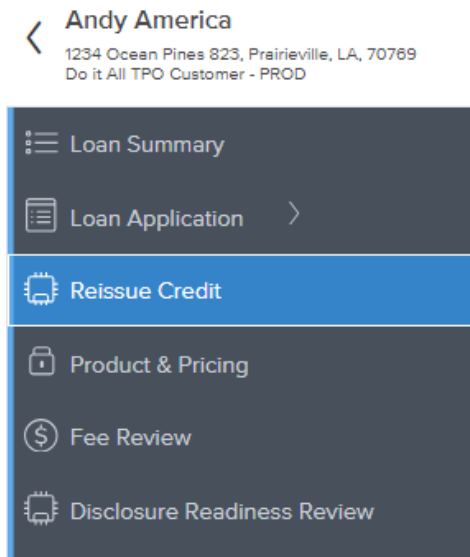 Andy America
1234 Ocean Pines 823, Prairieville, LA, 70769
Do it All TPO Customer - PROD
Loan Summary
Loan Application
Reissue Credit
Product & Pricing
Fee Review
Disclosure Readiness Review